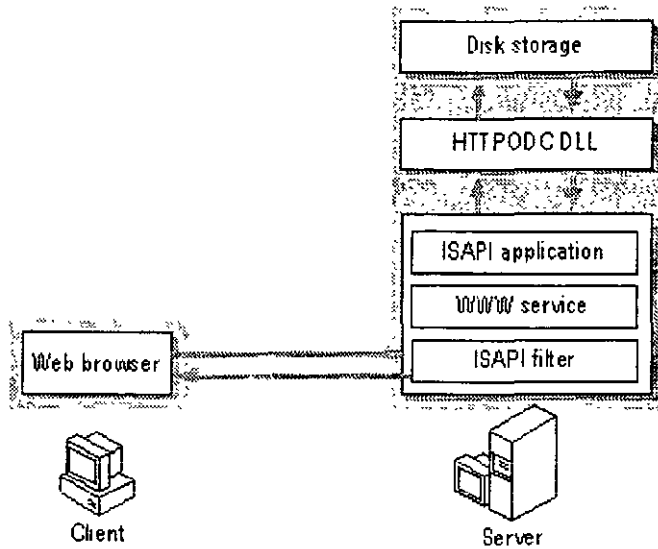 Disk storage
HTTPODC DLL
ISAPI application
WWW service
ISAPI filter
Web browser
Client
Server